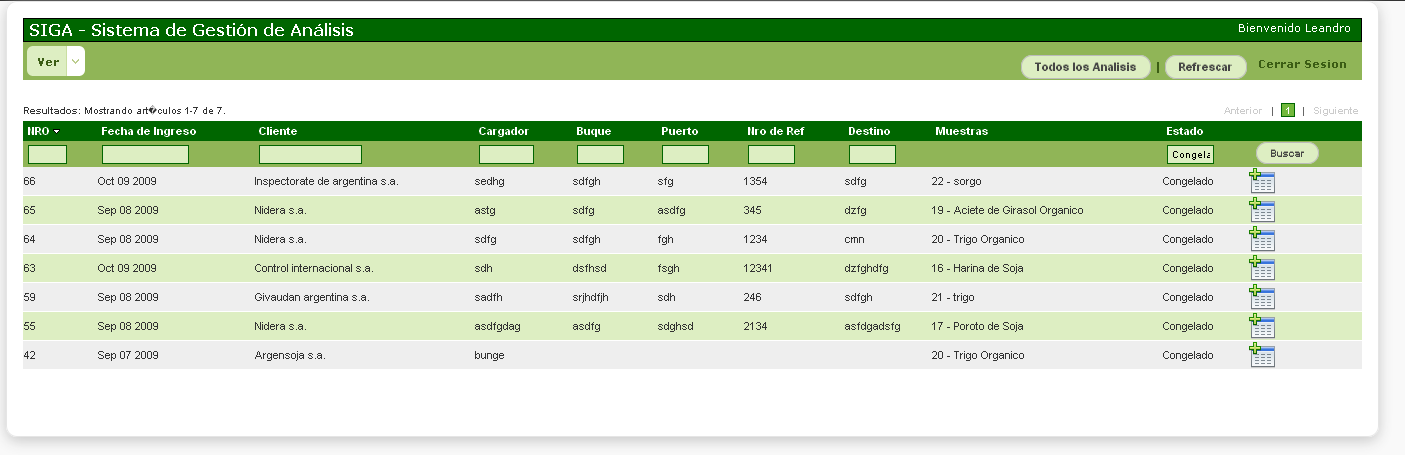 SIGA - Sistema de Gestión de Análisis Bienvenido Leandro
Ver Todos los Analisis | Refrescar Cerrar Sesion
Resultados: Mostrando art�culos 1-7 de 7. Anterior | 1 | Siguiente
NRO Fecha de Ingreso Cliente Cargador Buque Puerto Nro de Ref Destino Muestras Estado
Congela Buscar
66 Oct 09 2009 Inspectorate de argentina s.a. sedhg sdfgh sfg 1354 sdfg 22 - sorgo Congelado
65 Sep 08 2009 Nidera s.a. astg sdfg asdfg 345 dzfg 19 - Aciete de Girasol Organico Congelado
64 Sep 08 2009 Nidera s.a. sdfg sdfgh fgh 1234 cmn 20 - Trigo Organico Congelado
63 Oct 09 2009 Control internacional s.a. sdh dsfhsd fsgh 12341 dzfghdfg 16 - Harina de Soja Congelado
59 Sep 08 2009 Givaudan argentina s.a. sadfh srjhdfjh sdh 246 sdfgh 21 - trigo Congelado
55 Sep 08 2009 Nidera s.a. asdfgdag asdfg sdghsd 2134 asfdgadsfg 17 - Poroto de Soja Congelado
42 Sep 07 2009 Argensoja s.a. bunge 20 - Trigo Organico Congelado